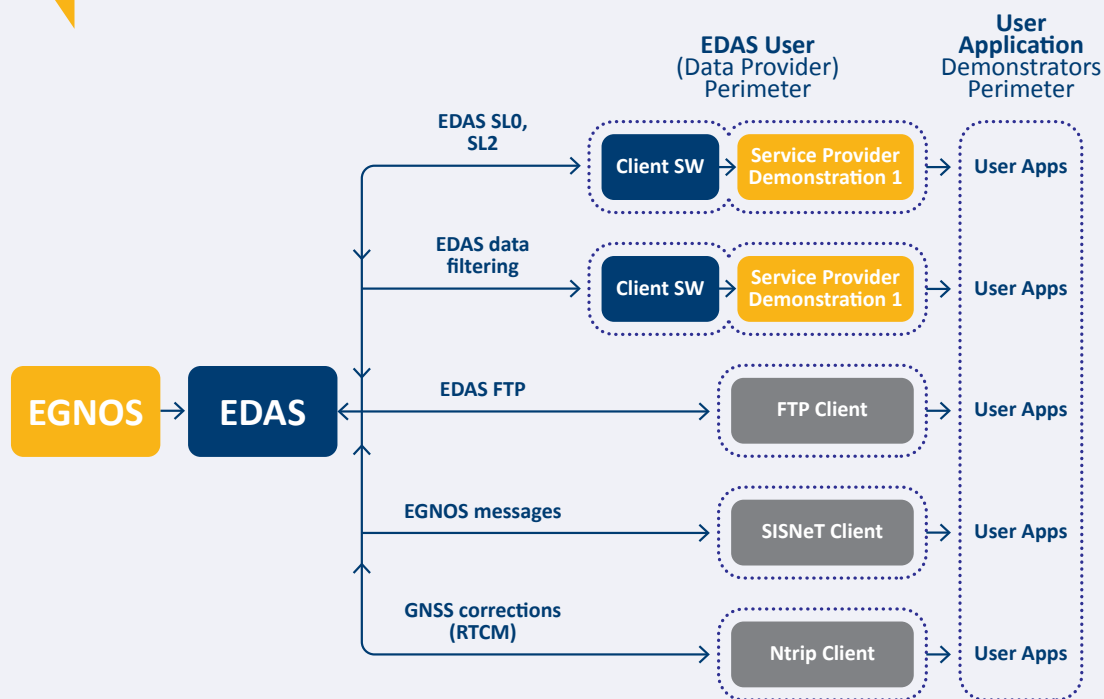 EDAS User
(Data Provider)
Perimeter
User
Application
Demonstrators
Perimeter
EDAS SL0,
SL2
Client SW
Service Provider
Demonstration 1
User Apps
EDAS data
filtering
Client SW
Service Provider
Demonstration 1
User Apps
EGNOS
EDAS
EDAS FTP
FTP Client
User Apps
EGNOS messages
SISNeT Client
User Apps
GNSS corrections
(RTCM)
Ntrip Client
User Apps